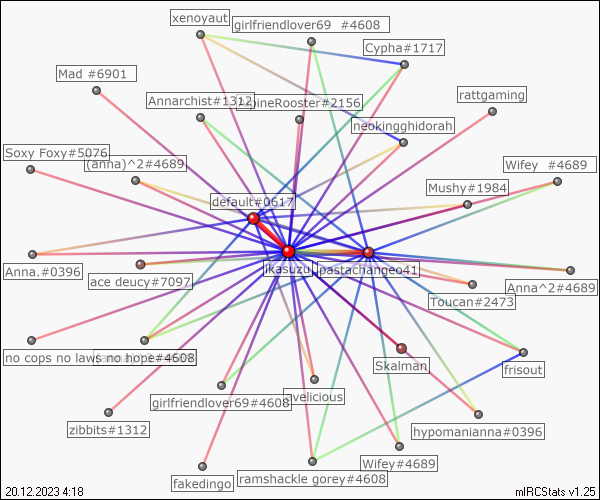 xenoyaut
girlfriendlover69 #4608
Cypha#1717
Mad #6901
Annarchist#1312
pineRooster#2156
rattgaming
neokingghidorah
Soxy Foxy#5076
(anna)^2#4689
Wifey #4689
Mushy#1984
default#0617
Anna.#0396
ace deucy#7097
ikasuzu
pastachangeo41
Anna^2#4689
Toucan#2473
no cops no laws no hope#4608
Skalman
frisout
girlfriendlover69#4608
velicious
zibbits#1312
hypomanianna#0396
Wifey#4689
fakedingo
ramshackle gorey#4608
20.12.2023 4:18
mIRCStats v1.25